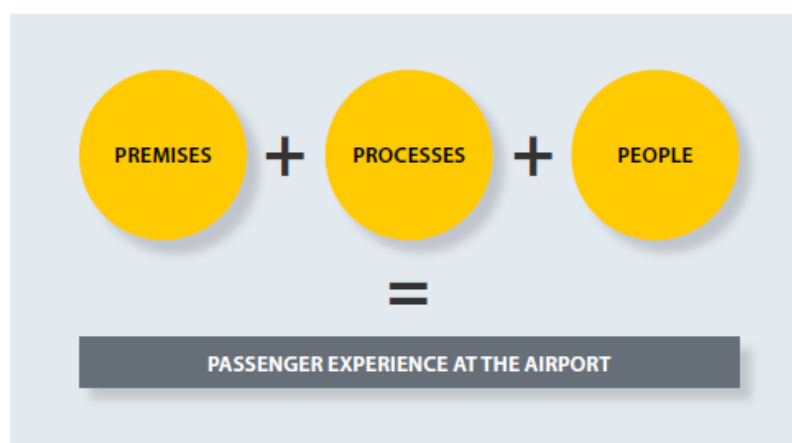 PREMISES + PROCESSES + PEOPLE
=
PASSENGER EXPERIENCE AT THE AIRPORT